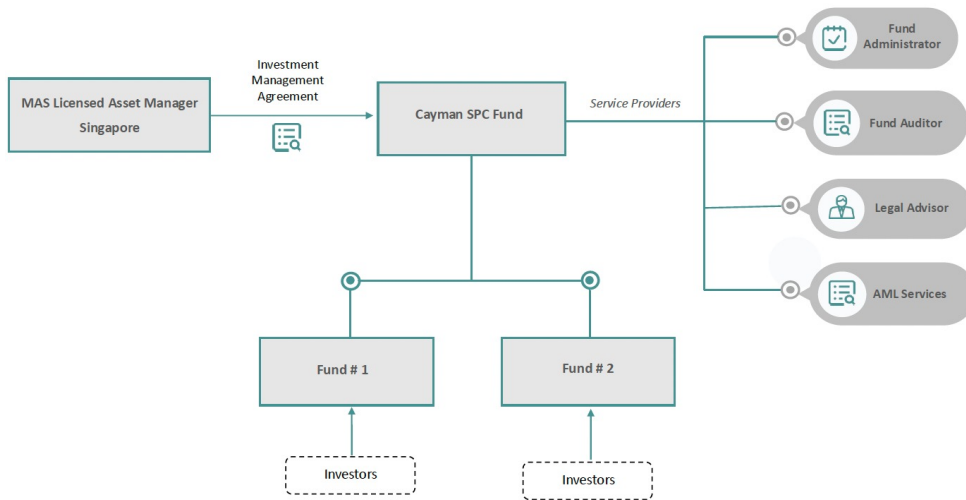 Investment
Management
Agreement
MAS Licensed Asset Manager
Singapore
Cayman SPC Fund
Service Providers
Fund
Administrator
Fund Auditor
Legal Advisor
AML Services
Fund # 1
Fund # 2
Investors
Investors